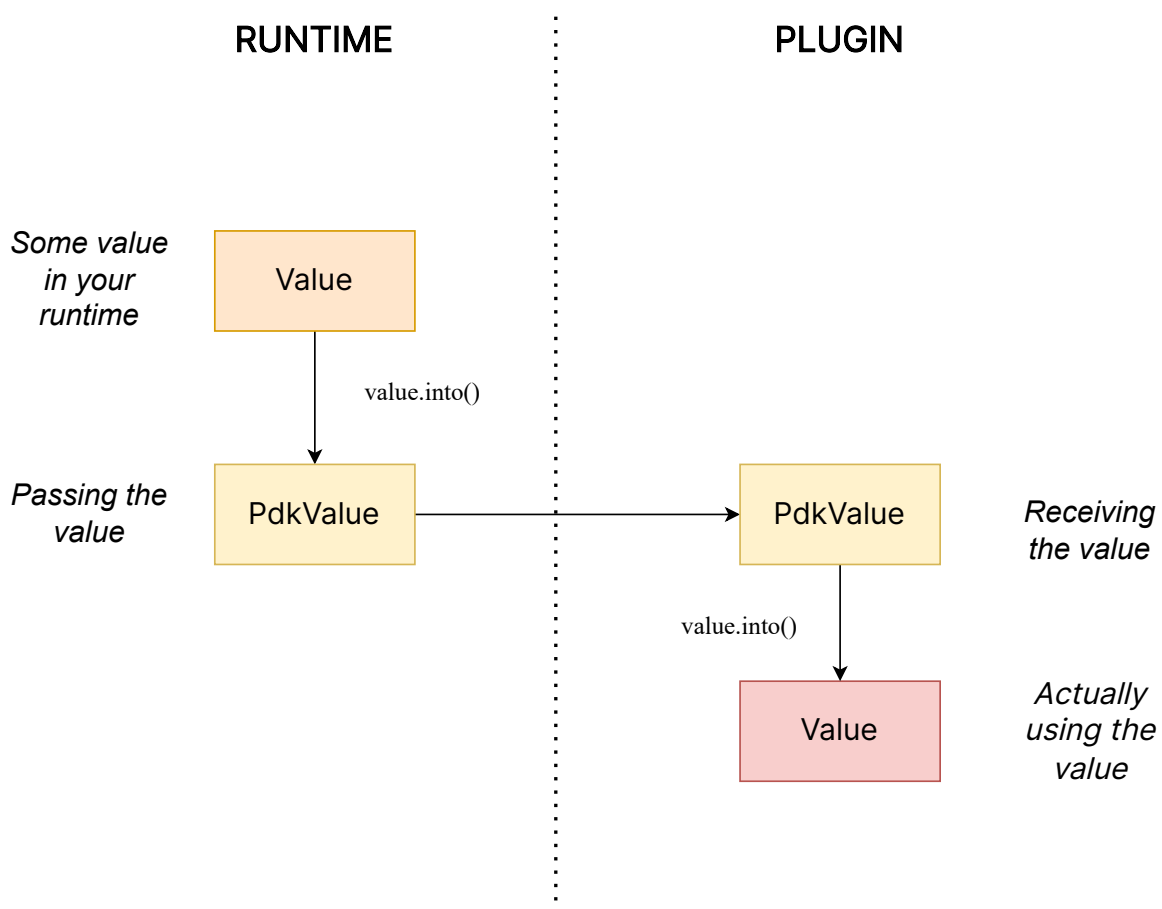 RUNTIME
PLUGIN
Some value
in your
runtime
Value
value.into()
Passing the
value
PdkValue
PdkValue
Receiving
the value
value.into()
Value
Actually
using the
value